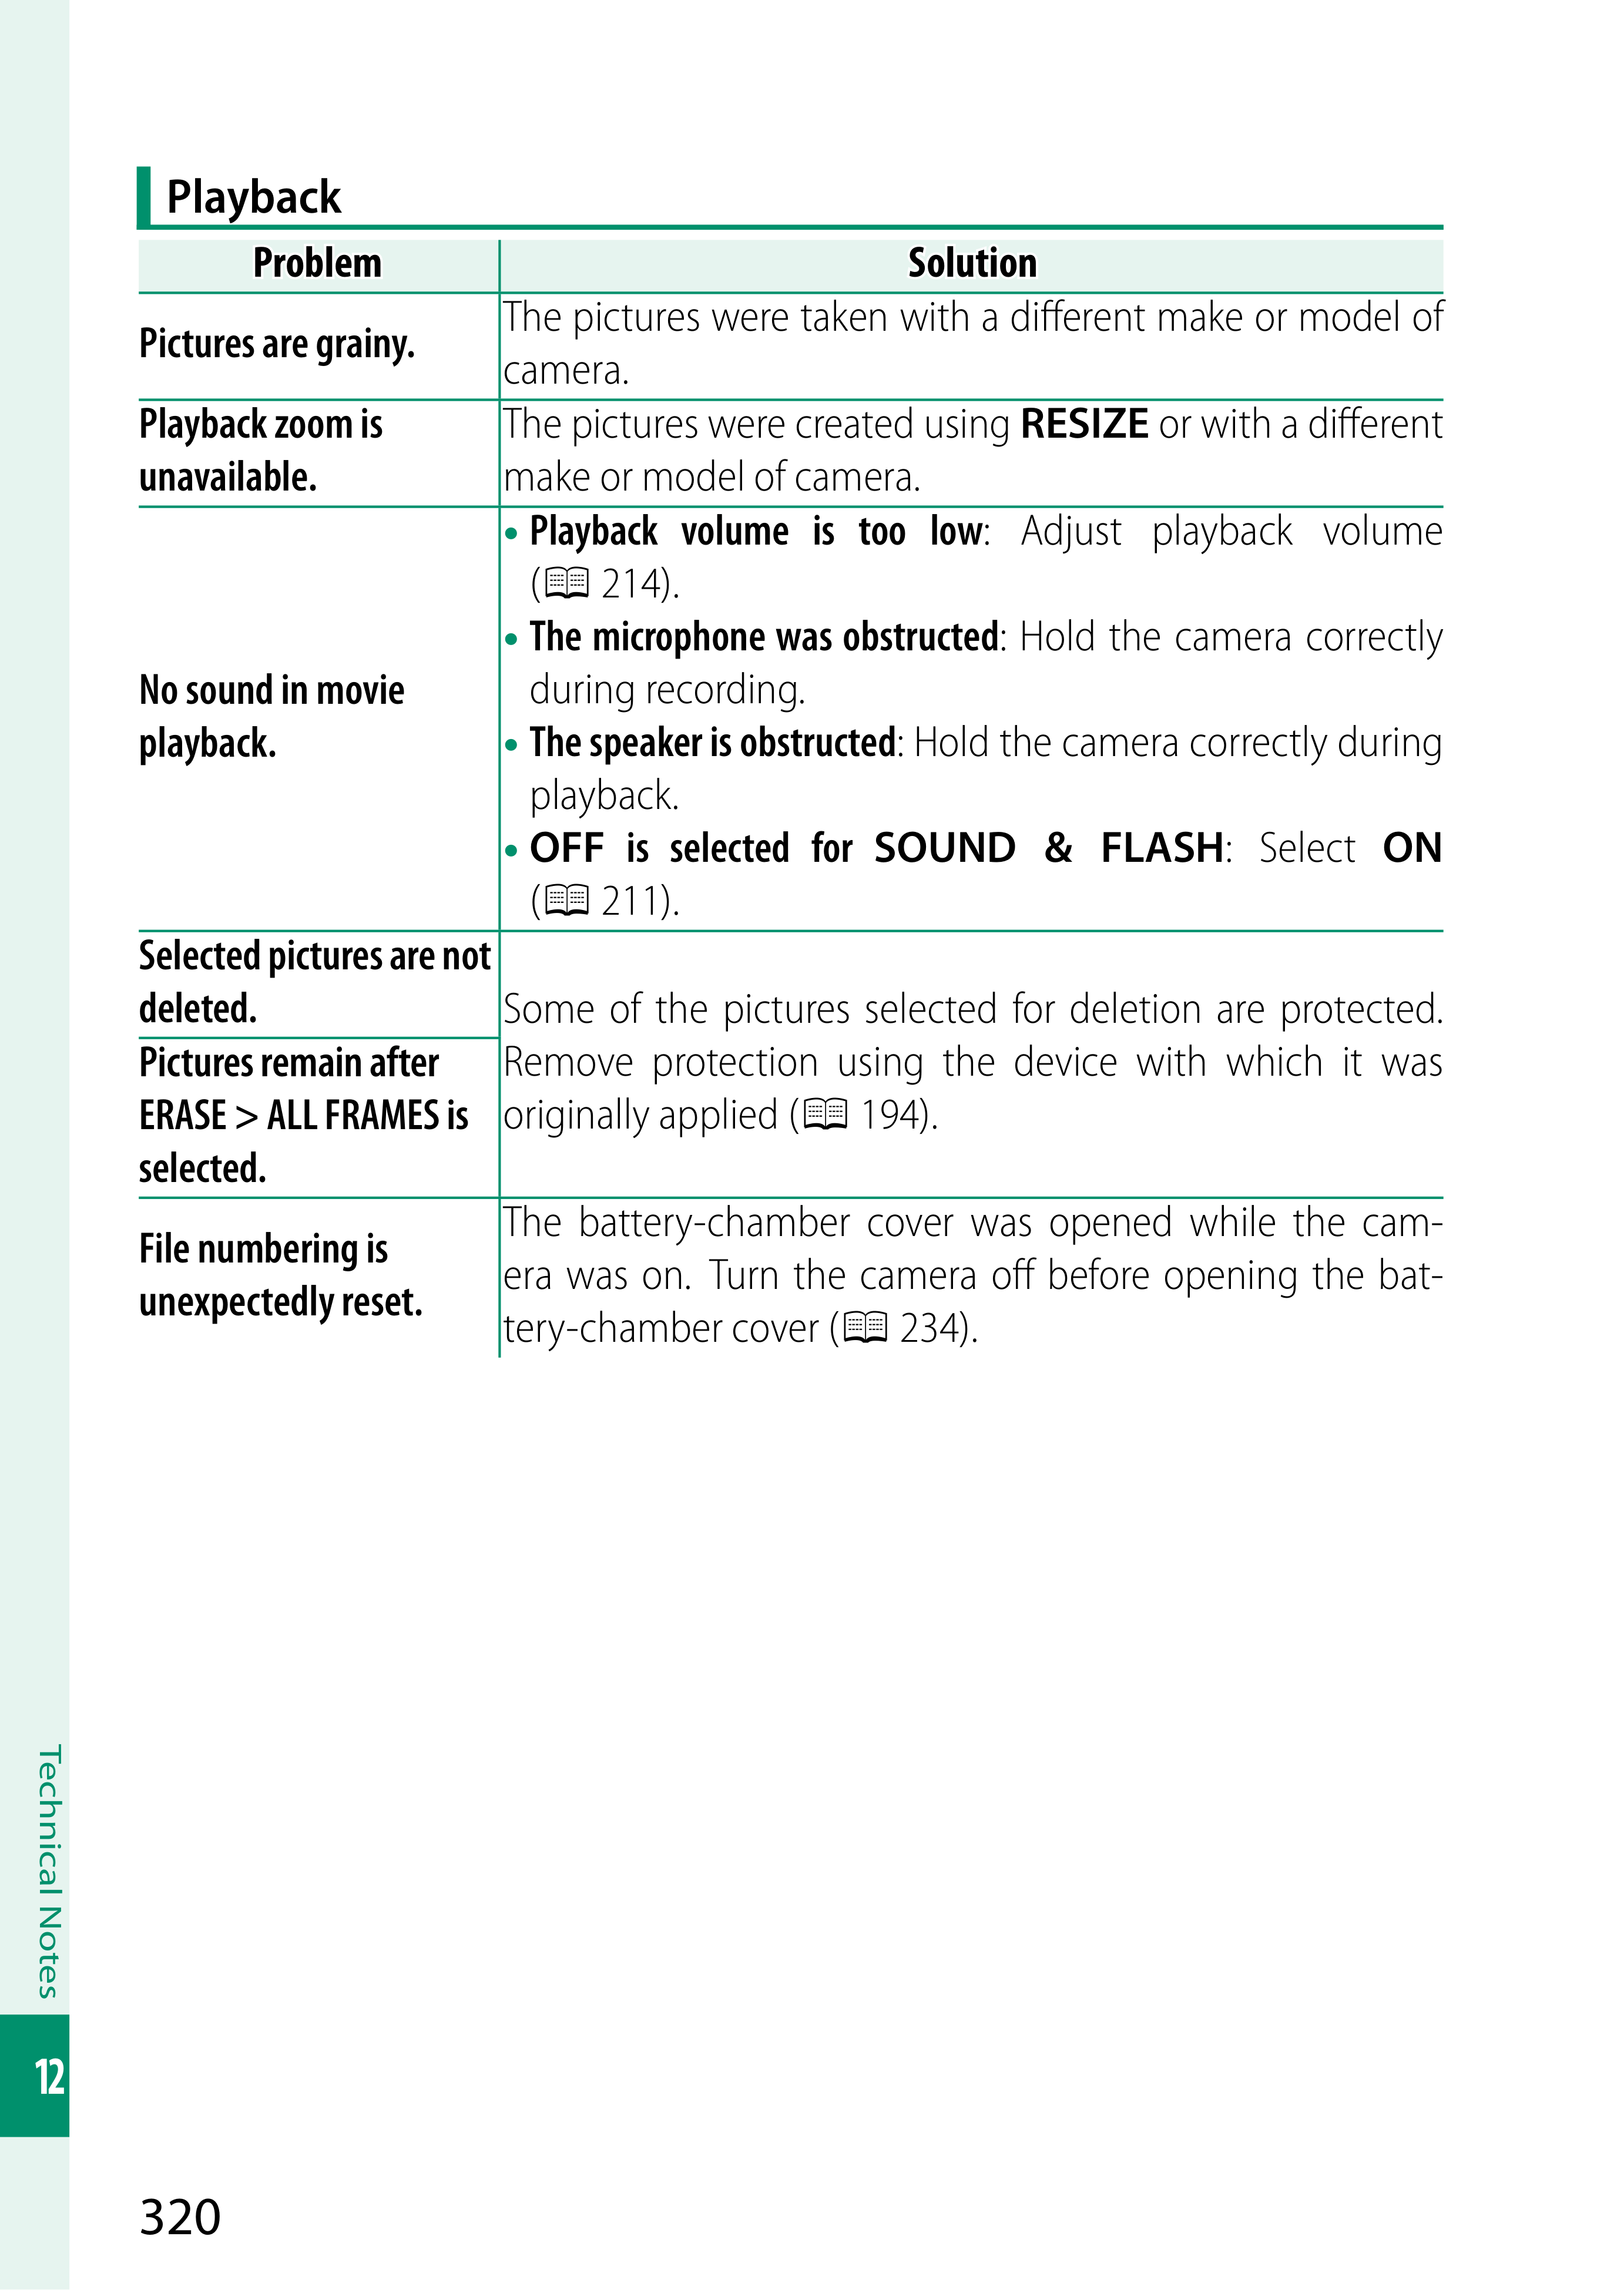 Playback
Problem
Solution
Pictures are grainy.
The pictures were taken with a different make or model of
camera.
Playback zoom is
unavailable.
The pictures were created using RESIZE or with a different
make or model of camera.
No sound in movie
playback.
• Playback volume is too low: Adjust playback volume
(📖 214).
• The microphone was obstructed: Hold the camera correctly
during recording.
• The speaker is obstructed: Hold the camera correctly during
playback.
• OFF is selected for SOUND & FLASH: Select ON
(📖 211).
Selected pictures are not
deleted.
Pictures remain after
ERASE > ALL FRAMES is
selected.
Some of the pictures selected for deletion are protected.
Remove protection using the device with which it was
originally applied (📖 194).
File numbering is
unexpectedly reset.
The battery-chamber cover was opened while the cam-
era was on. Turn the camera off before opening the bat-
tery-chamber cover (📖 234).
Technical Notes
12
320